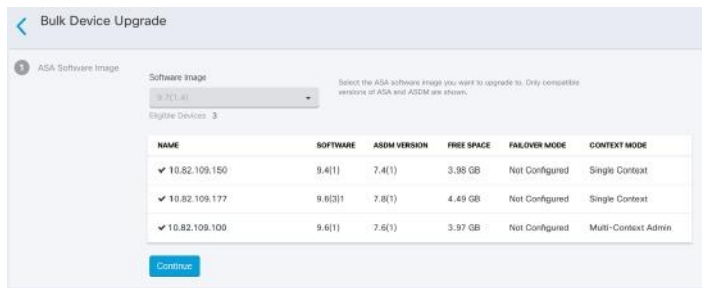 Bulk Device Upgrade
1 ASA Software Image
Software Image
Select the ASA software image you want to upgrade to. Only compatible
versions of ASA and ASDM are shown.
9.7(1.4)
Eligible Devices 3
NAME SOFTWARE ASDM VERSION FREE SPACE FAILOVER MODE CONTEXT MODE
✔ 10.82.109.150 9.4(1) 7.4(1) 3.98 GB Not Configured Single Context
✔ 10.82.109.177 9.6(3)1 7.8(1) 4.49 GB Not Configured Single Context
✔ 10.82.109.100 9.6(1) 7.6(1) 3.97 GB Not Configured Multi-Context Admin
Continue